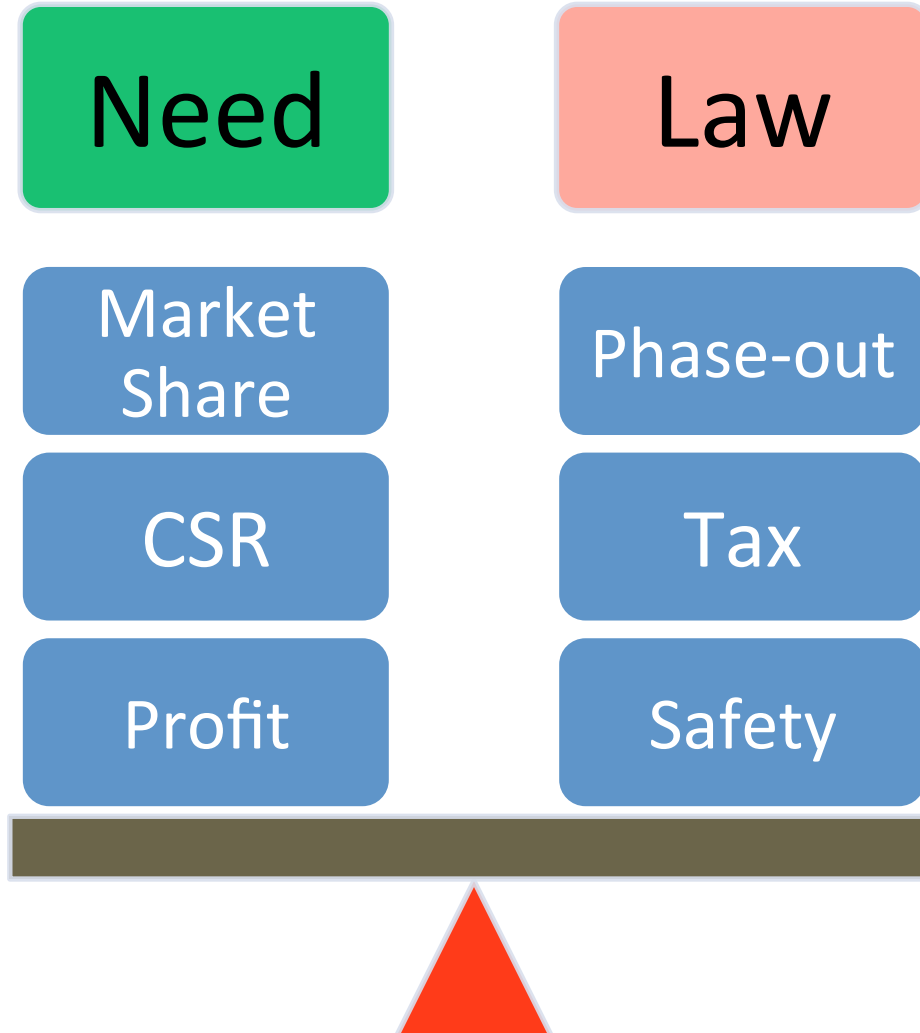 Need
Law
Market
Share
Phase-out
CSR
Tax
Profit
Safety